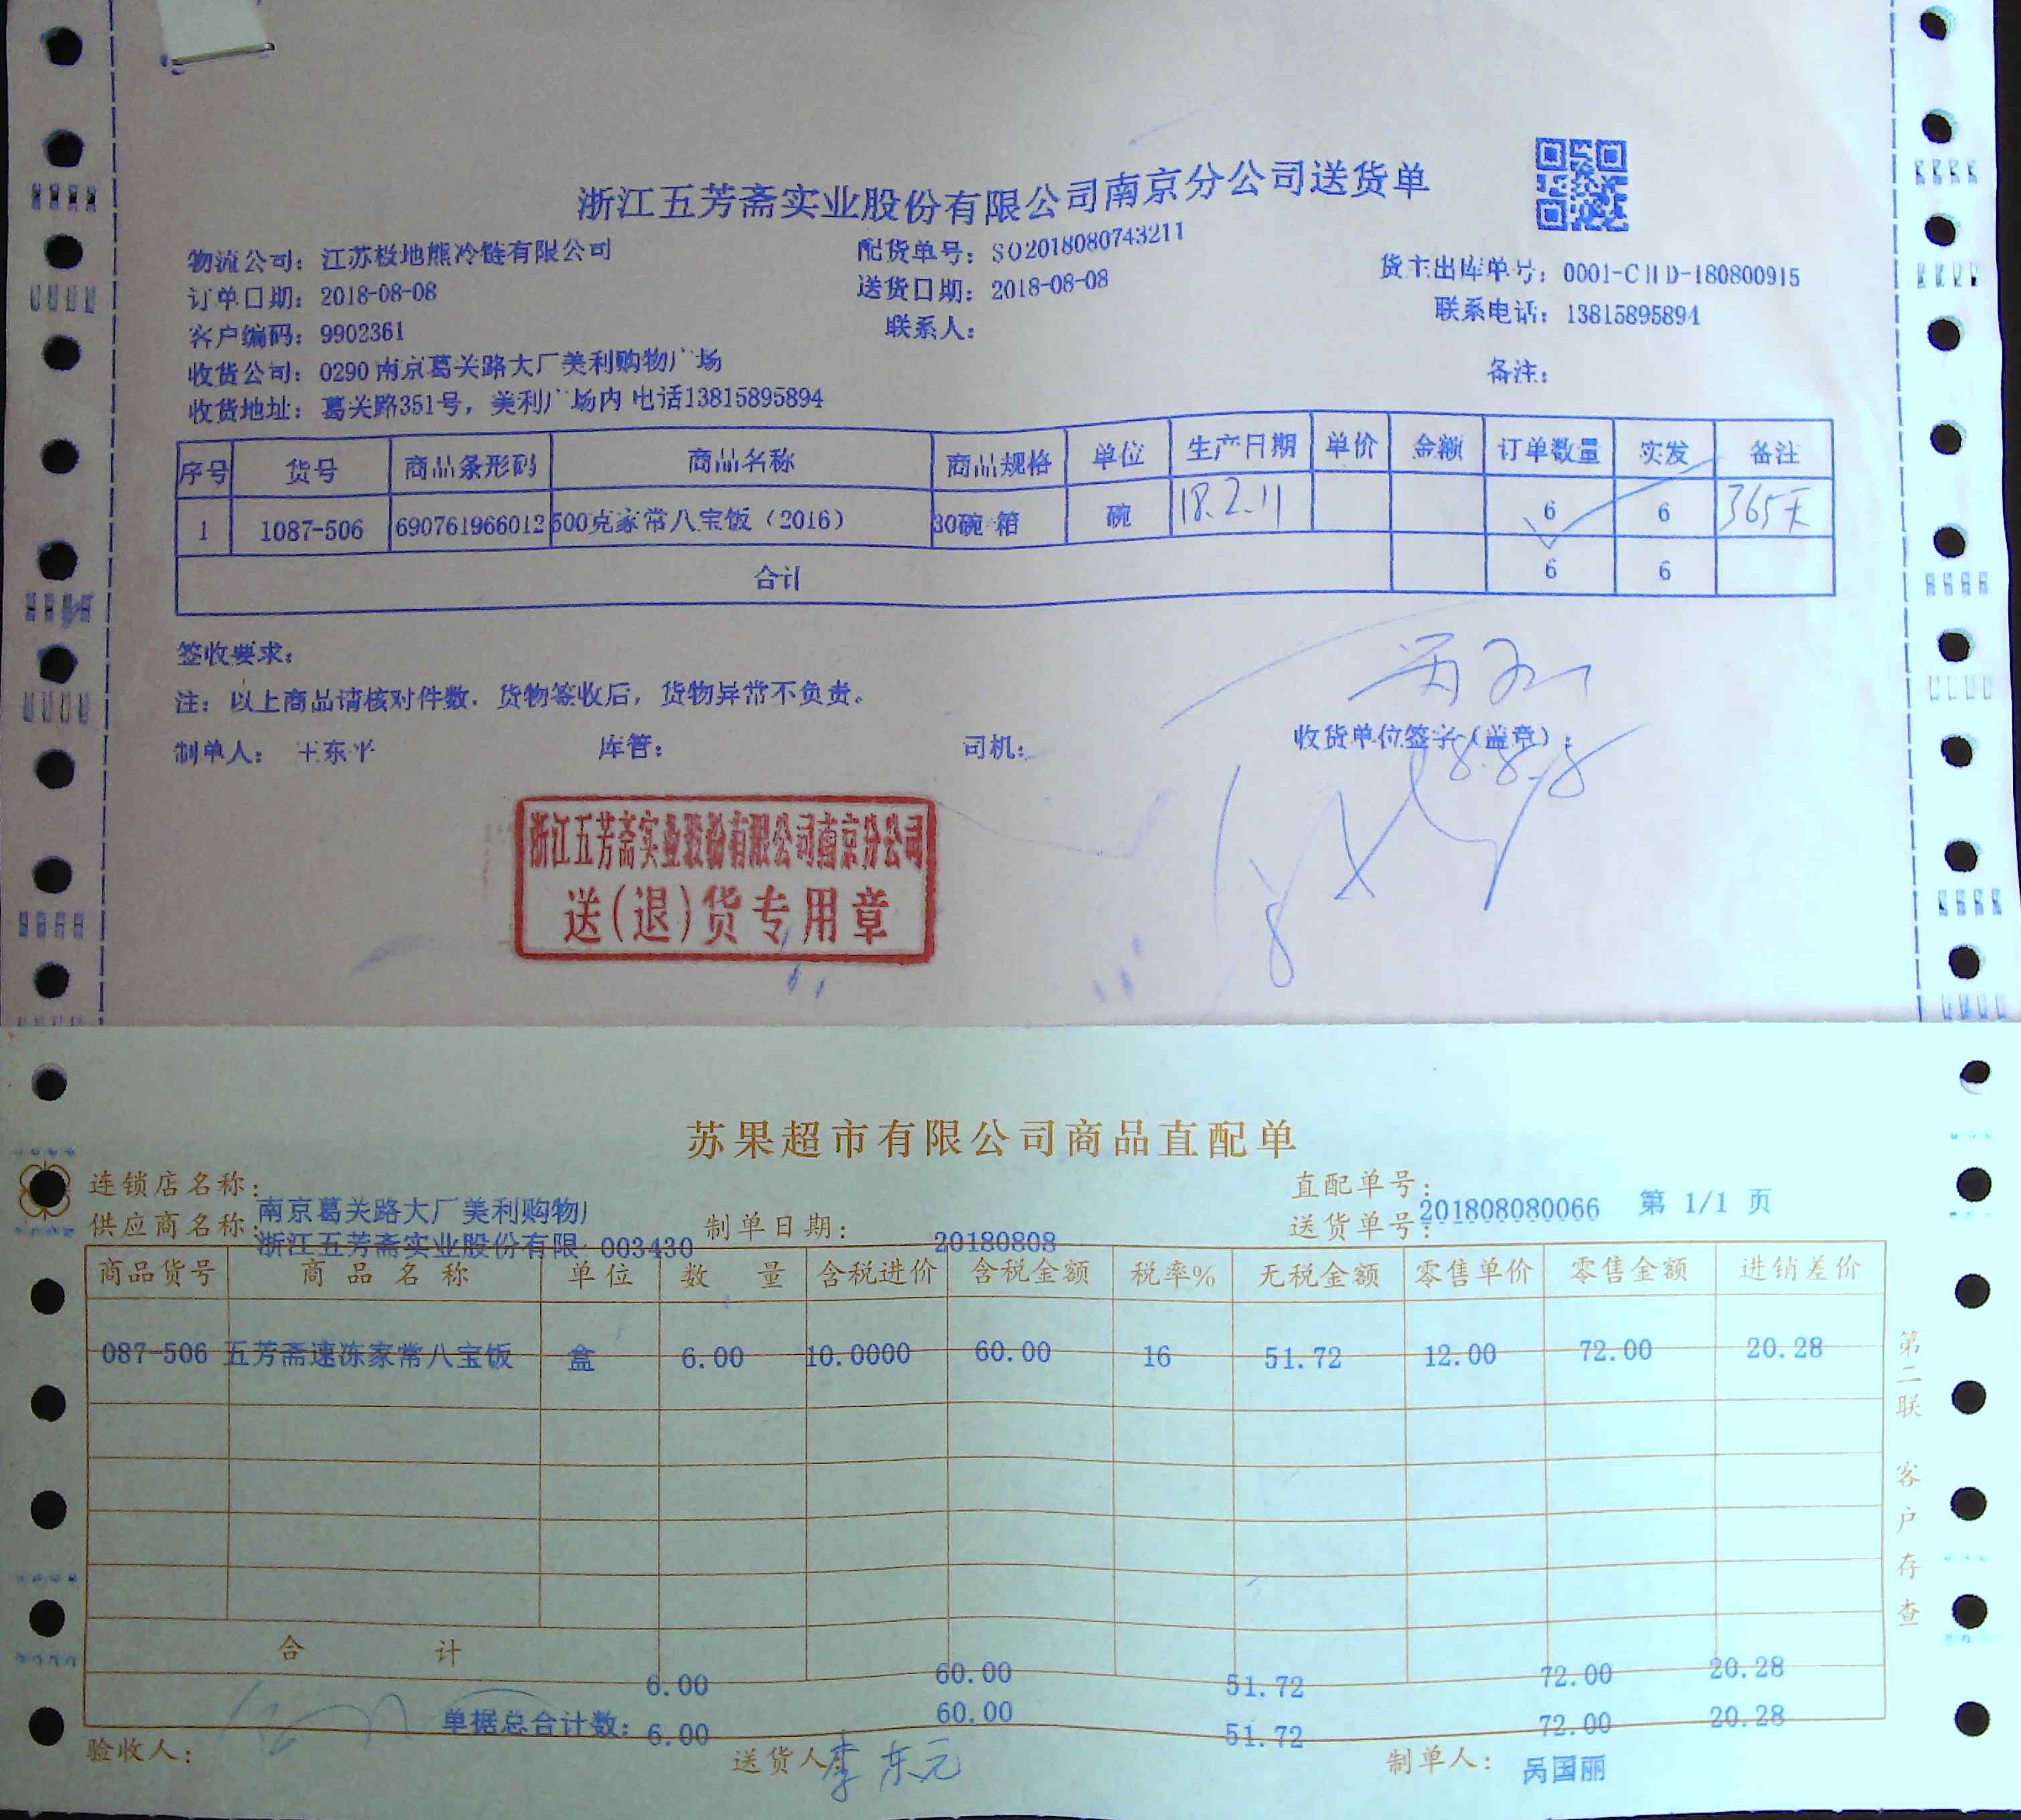 浙江五芳斋实业股份有限公司南京分公司送货单
物流公司：江苏极地熊冷链有限公司 配货单号：SO2018080743211 货主出库单号：0001-CHD-180800915
订单日期：2018-08-08 送货日期：2018-08-08 联系电话：13815895894
客户编码：9902361 联系人：
收货公司：0290南京葛关路大厂美利购物广场 备注：
收货地址：葛关路351号，美利广场内 电话13815895894
序号 货号 商品条形码 商品名称 商品规格 单位 生产日期 单价 金额 订单数量 实发 备注
1 1087-506 690761966012 500克家常八宝饭（2016） 30碗/箱 碗 18.2.11 6 6 365天
合计 6 6
签收要求：
注：以上商品请核对件数．货物签收后，货物异常不负责。
制单人：王东平 库管： 司机： 收货单位签字（盖章）：
18.8.8
浙江五芳斋实业股份有限公司南京分公司
送(退)货专用章
苏果超市有限公司商品直配单
连锁店名称：南京葛关路大厂美利购物 直配单号：201808080066 第 1/1 页
供应商名称：浙江五芳斋实业股份有限 003430 制单日期：20180808 送货单号：
商品货号 商品名称 单位 数量 含税进价 含税金额 税率% 无税金额 零售单价 零售金额 进销差价
087-506 五芳斋速冻家常八宝饭 盒 6.00 10.0000 60.00 16 51.72 12.00 72.00 20.28
合计 6.00 60.00 51.72 72.00 20.28
单据总合计数：6.00 60.00 51.72 72.00 20.28
验收人： 送货人 李东元 制单人：吴国丽
第二联 客户存查